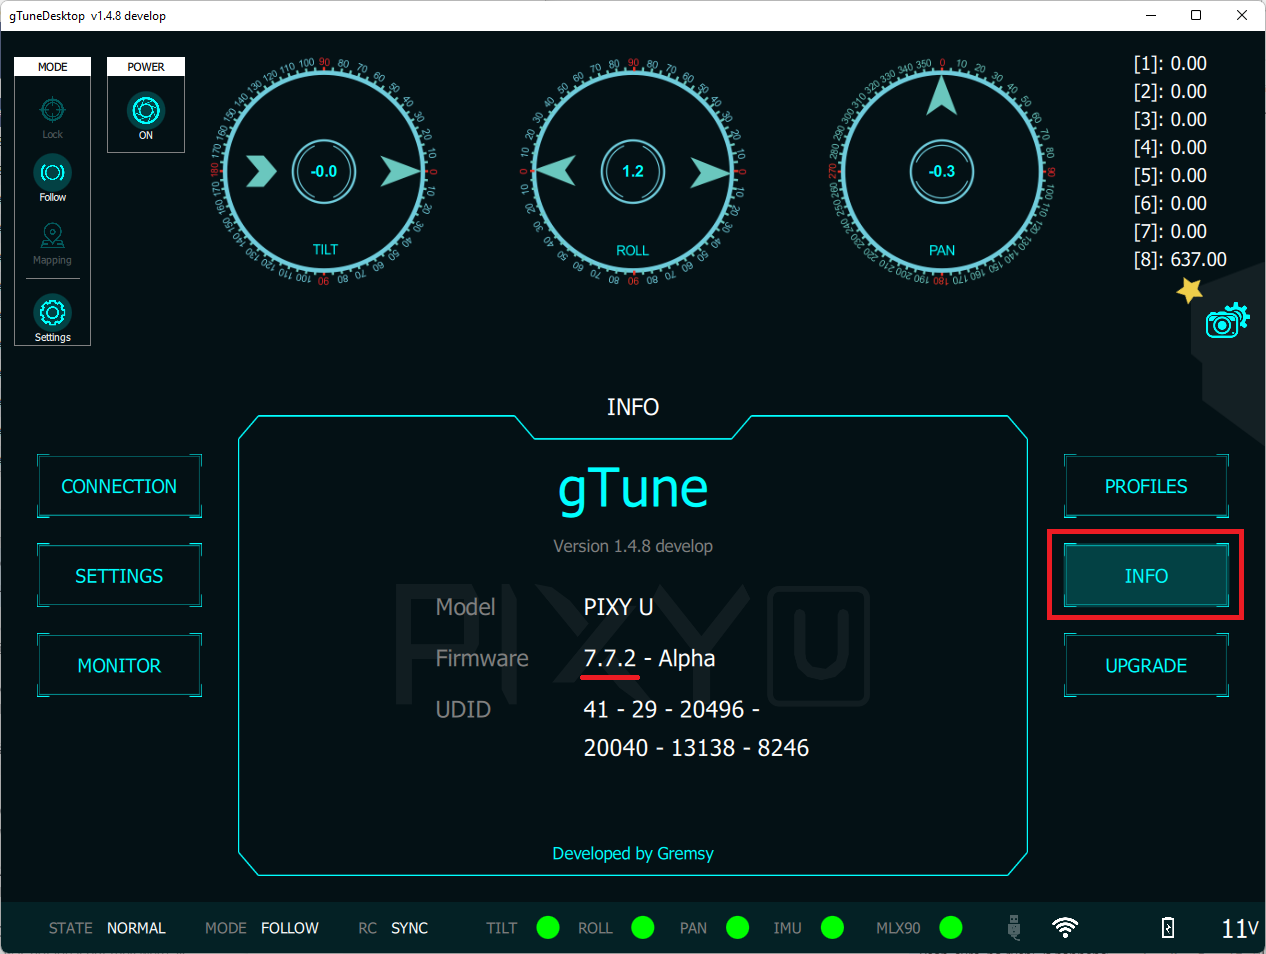 gTuneDesktop v1.4.8 develop
MODE
Lock
Follow
Mapping
Settings
POWER
ON
-0.0
TILT
1.2
ROLL
-0.3
PAN
[1]: 0.00
[2]: 0.00
[3]: 0.00
[4]: 0.00
[5]: 0.00
[6]: 0.00
[7]: 0.00
[8]: 637.00
CONNECTION
SETTINGS
MONITOR
INFO
gTune
Version 1.4.8 develop
PIXY U
Model PIXY U
Firmware 7.7.2 - Alpha
UDID 41 - 29 - 20496 -
20040 - 13138 - 8246
Developed by Gremsy
PROFILES
INFO
UPGRADE
STATE NORMAL MODE FOLLOW RC SYNC TILT ROLL PAN IMU MLX90 11V